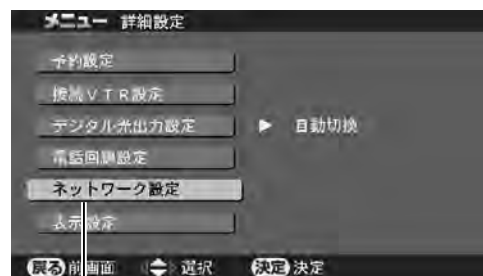 メニュー 詳細設定
予約設定
接続VTR設定
デジタル光出力設定 ▶ 自動切換
電話回線設定
ネットワーク設定
表示設定
戻る 前画面 選択 決定 決定